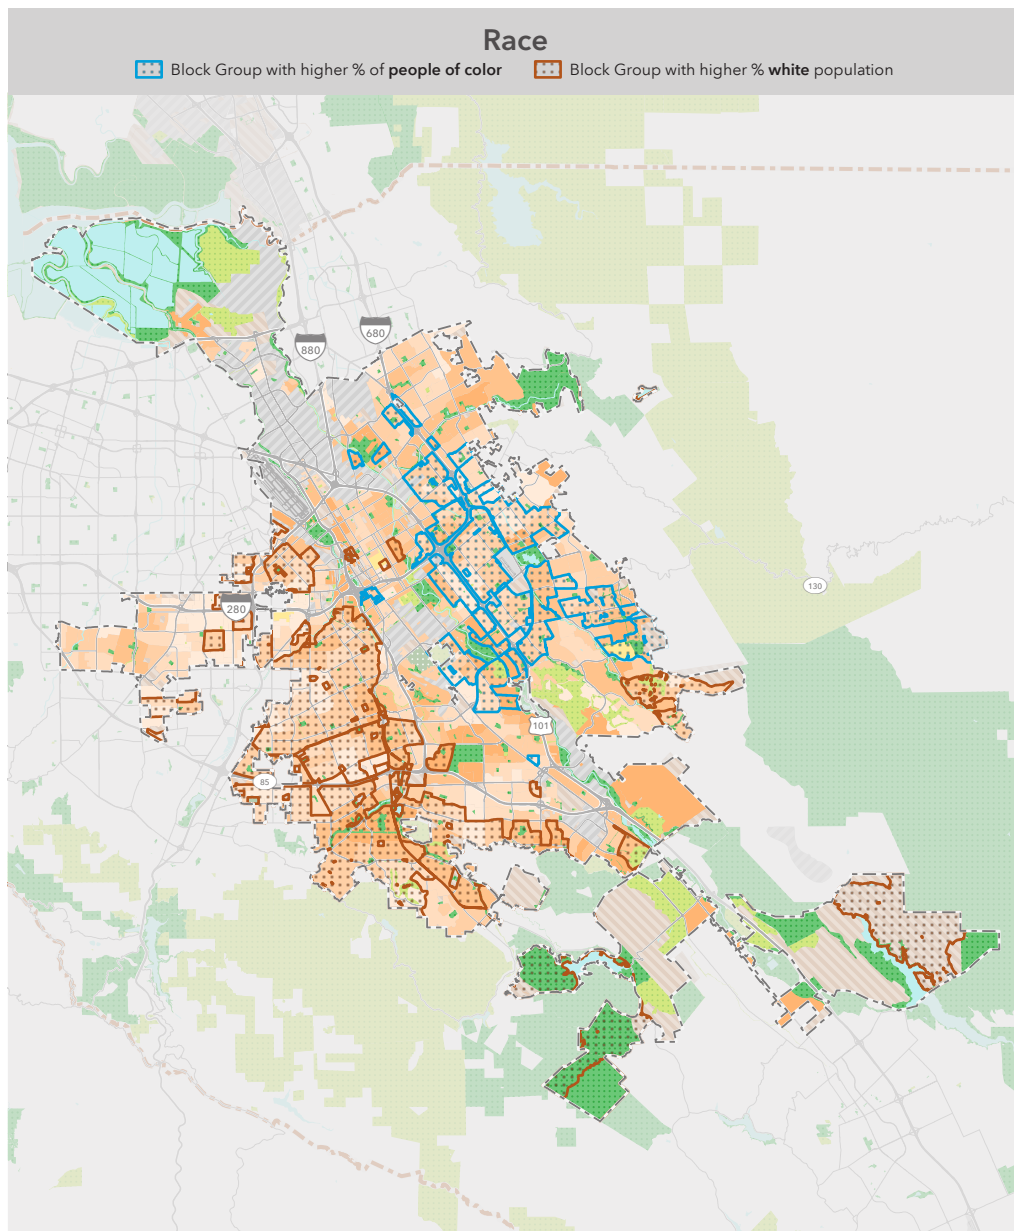 Race
Block Group with higher % of people of color
Block Group with higher % white population
680
880
130
280
101
85